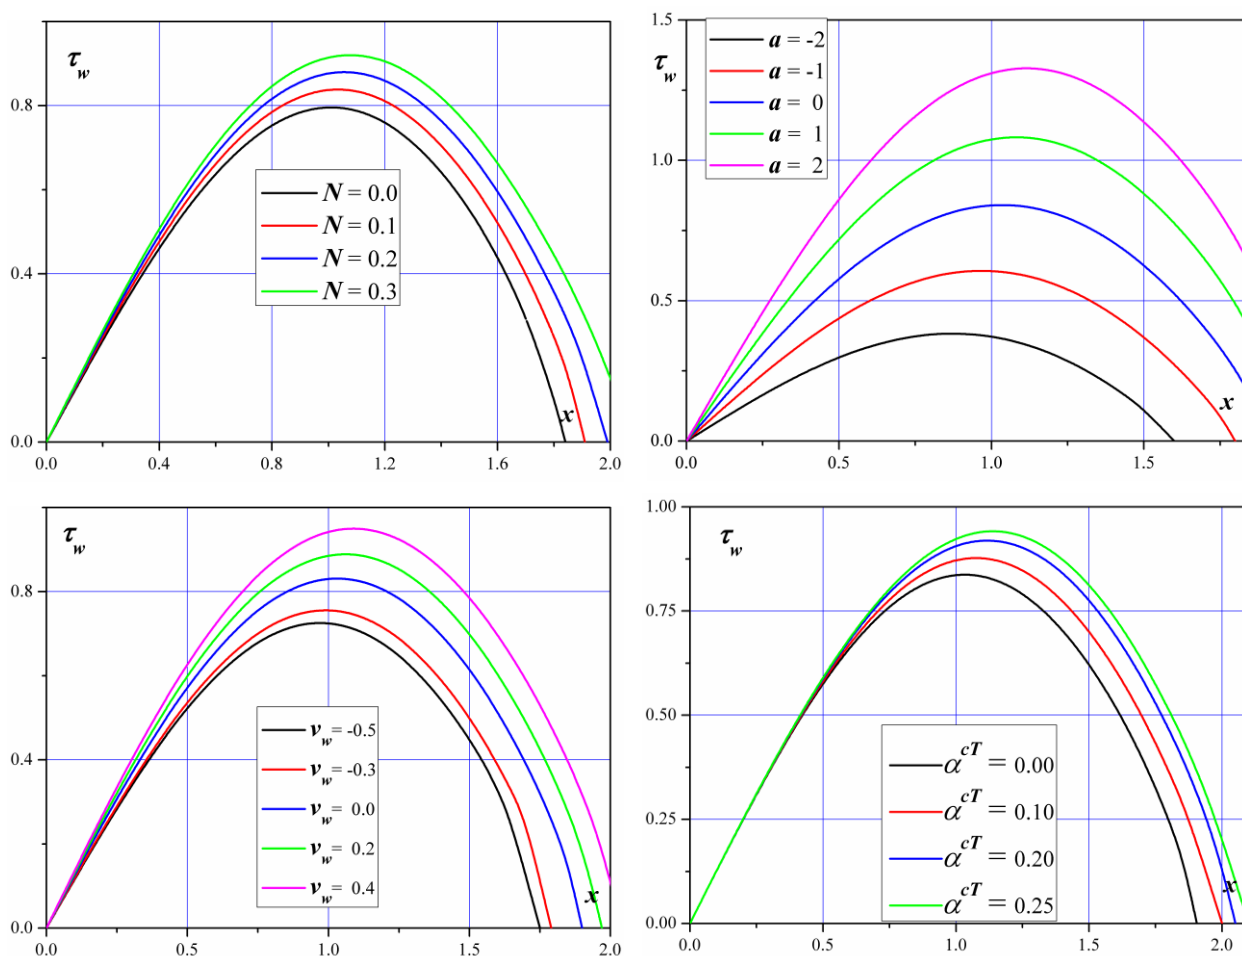 τw
0.8
0.4
0.0
N = 0.0
N = 0.1
N = 0.2
N = 0.3
x
0.0 0.4 0.8 1.2 1.6 2.0
1.5
τw
1.0
0.5
0.0
a = -2
a = -1
a = 0
a = 1
a = 2
x
0.0 0.5 1.0 1.5
τw
0.8
0.4
0.0
vw = -0.5
vw = -0.3
vw = 0.0
vw = 0.2
vw = 0.4
x
0.0 0.5 1.0 1.5 2.0
1.00
τw
0.75
0.50
0.25
0.00
α^cT = 0.00
α^cT = 0.10
α^cT = 0.20
α^cT = 0.25
x
0.0 0.5 1.0 1.5 2.0